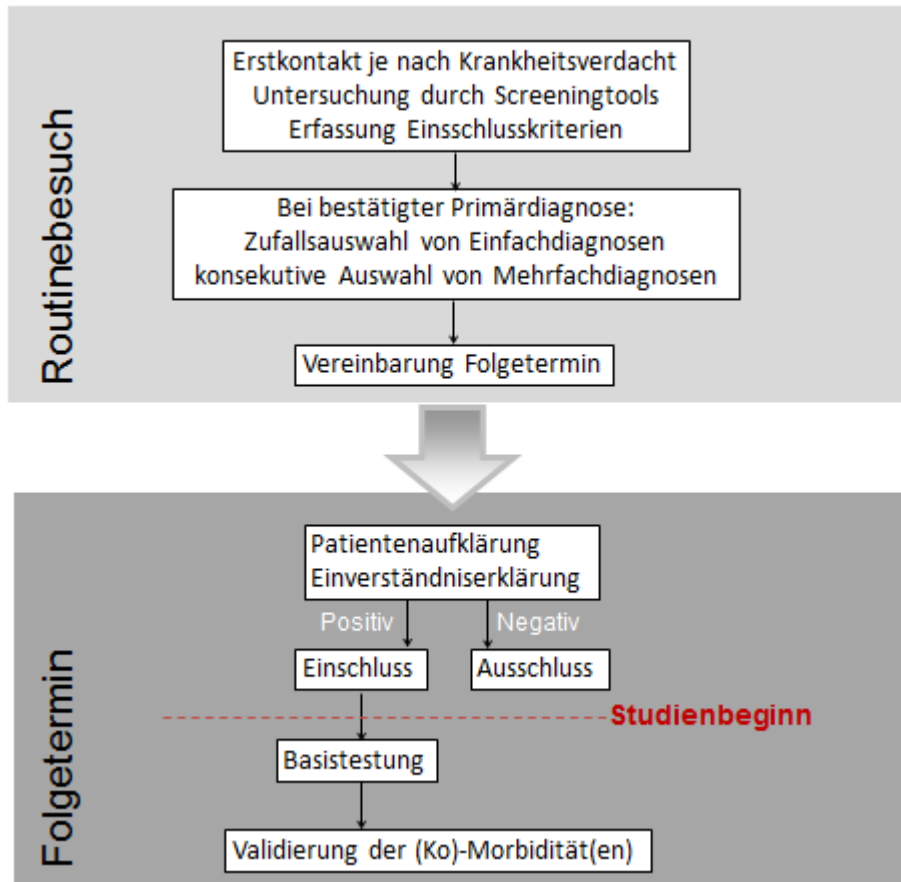 Routinebesuch
Erstkontakt je nach Krankheitsverdacht
Untersuchung durch Screeningtools
Erfassung Einsschlusskriterien
Bei bestätigter Primärdiagnose:
Zufallsauswahl von Einfachdiagnosen
konsekutive Auswahl von Mehrfachdiagnosen
Vereinbarung Folgetermin
Folgetermin
Patientenaufklärung
Einverständniserklärung
Positiv Negativ
Einschluss Ausschluss
Studienbeginn
Basistestung
Validierung der (Ko)-Morbidität(en)